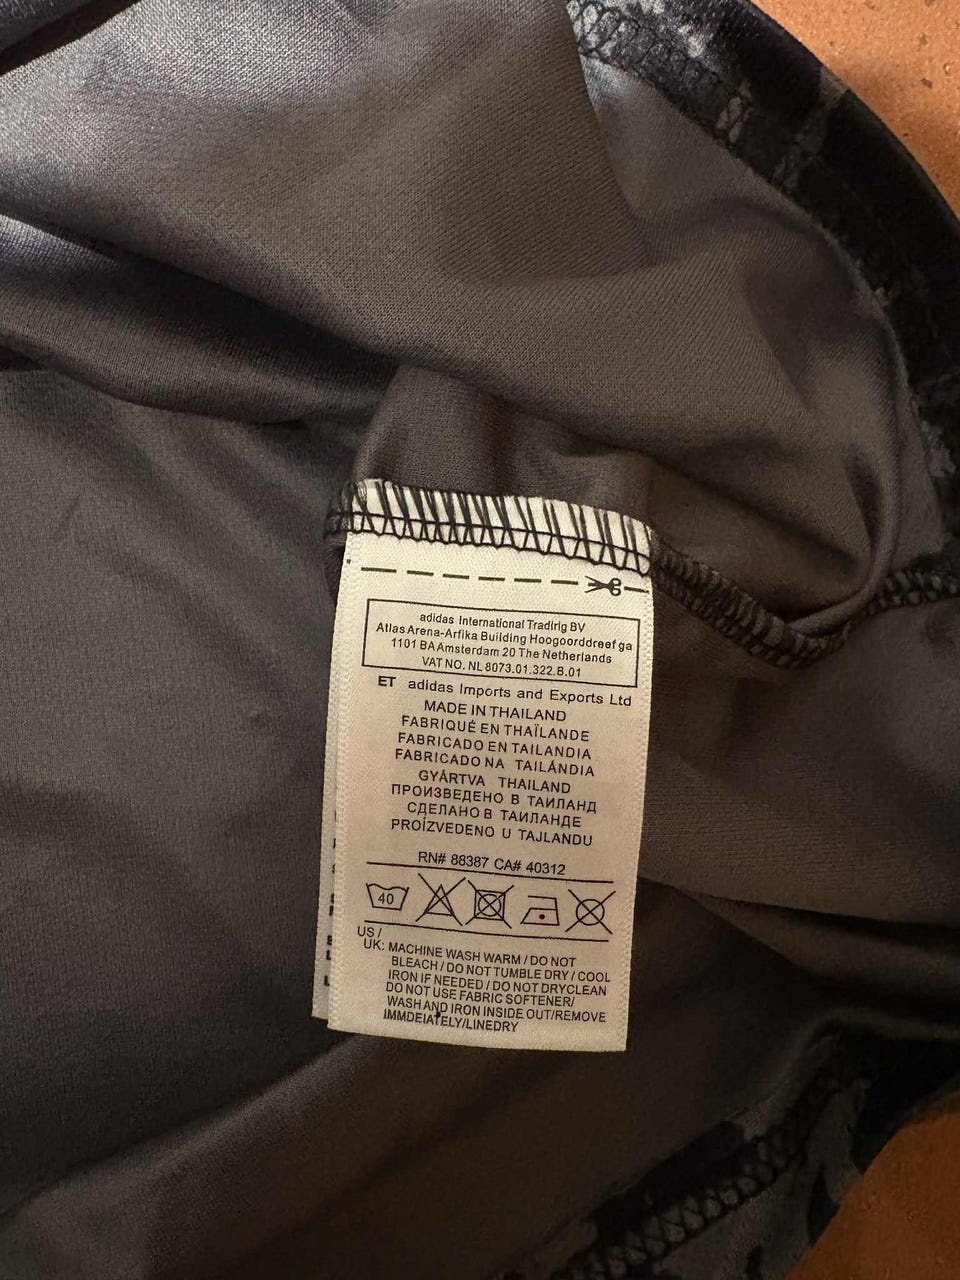 adidas International Tradirig BV
Atlas Arena-Arfika Building Hoogoorddreef ga
1101 BA Amsterdam 20 The Netherlands
VAT NO. NL 8073.01.322.B.01
ET adidas Imports and Exports Ltd
MADE IN THAILAND
FABRIQUÉ EN THAÏLANDE
FABRICADO EN TAILANDIA
FABRICADO NA TAILÁNDIA
GYÁRTVA THAILAND
ПРОИЗВЕДЕНО В ТАИЛАНД
СДЕЛАНО В ТАИЛАНДЕ
PROÍZVEDENO U TAJLANDU
RN# 88387 CA# 40312
40
US /
UK: MACHINE WASH WARM / DO NOT
BLEACH / DO NOT TUMBLE DRY / COOL
IRON IF NEEDED / DO NOT DRYCLEAN
DO NOT USE FABRIC SOFTENER/
WASH AND IRON INSIDE OUT/REMOVE
IMMDEIATELY/LINEDRY